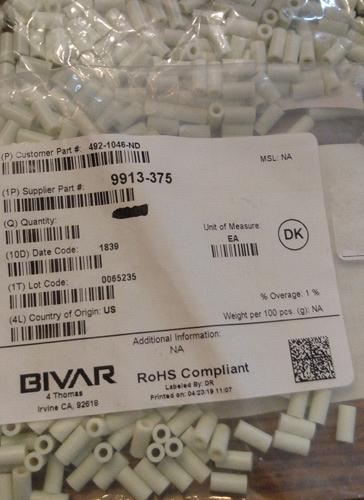 (P) Customer Part #: 492-1046-ND
MSL: NA
(1P) Supplier Part #: 9913-375
(Q) Quantity:
Unit of Measure:
EA
DK
(10D) Date Code: 1839
(1T) Lot Code: 0065235
% Overage: 1 %
(4L) Country of Origin: US
Weight per 100 pcs. (g): NA
Additional Information:
NA
BIVAR
4 Thomas
Irvine CA, 92618
RoHS Compliant
Labeled By: DR
Printed on: 04/23/19 11:07